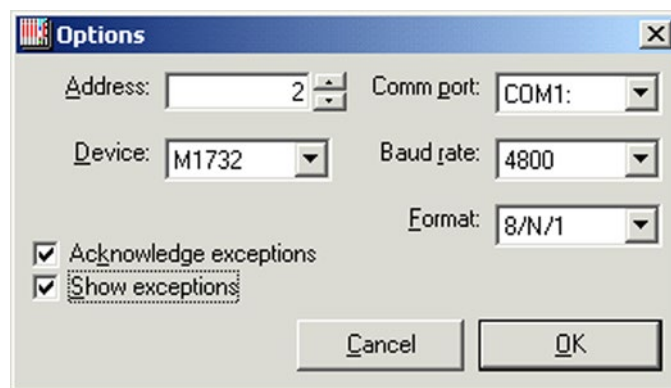 Options
Address: 2 Comm port: COM1:
Device: M1732 Baud rate: 4800
Format: 8/N/1
Acknowledge exceptions
Show exceptions
Cancel OK